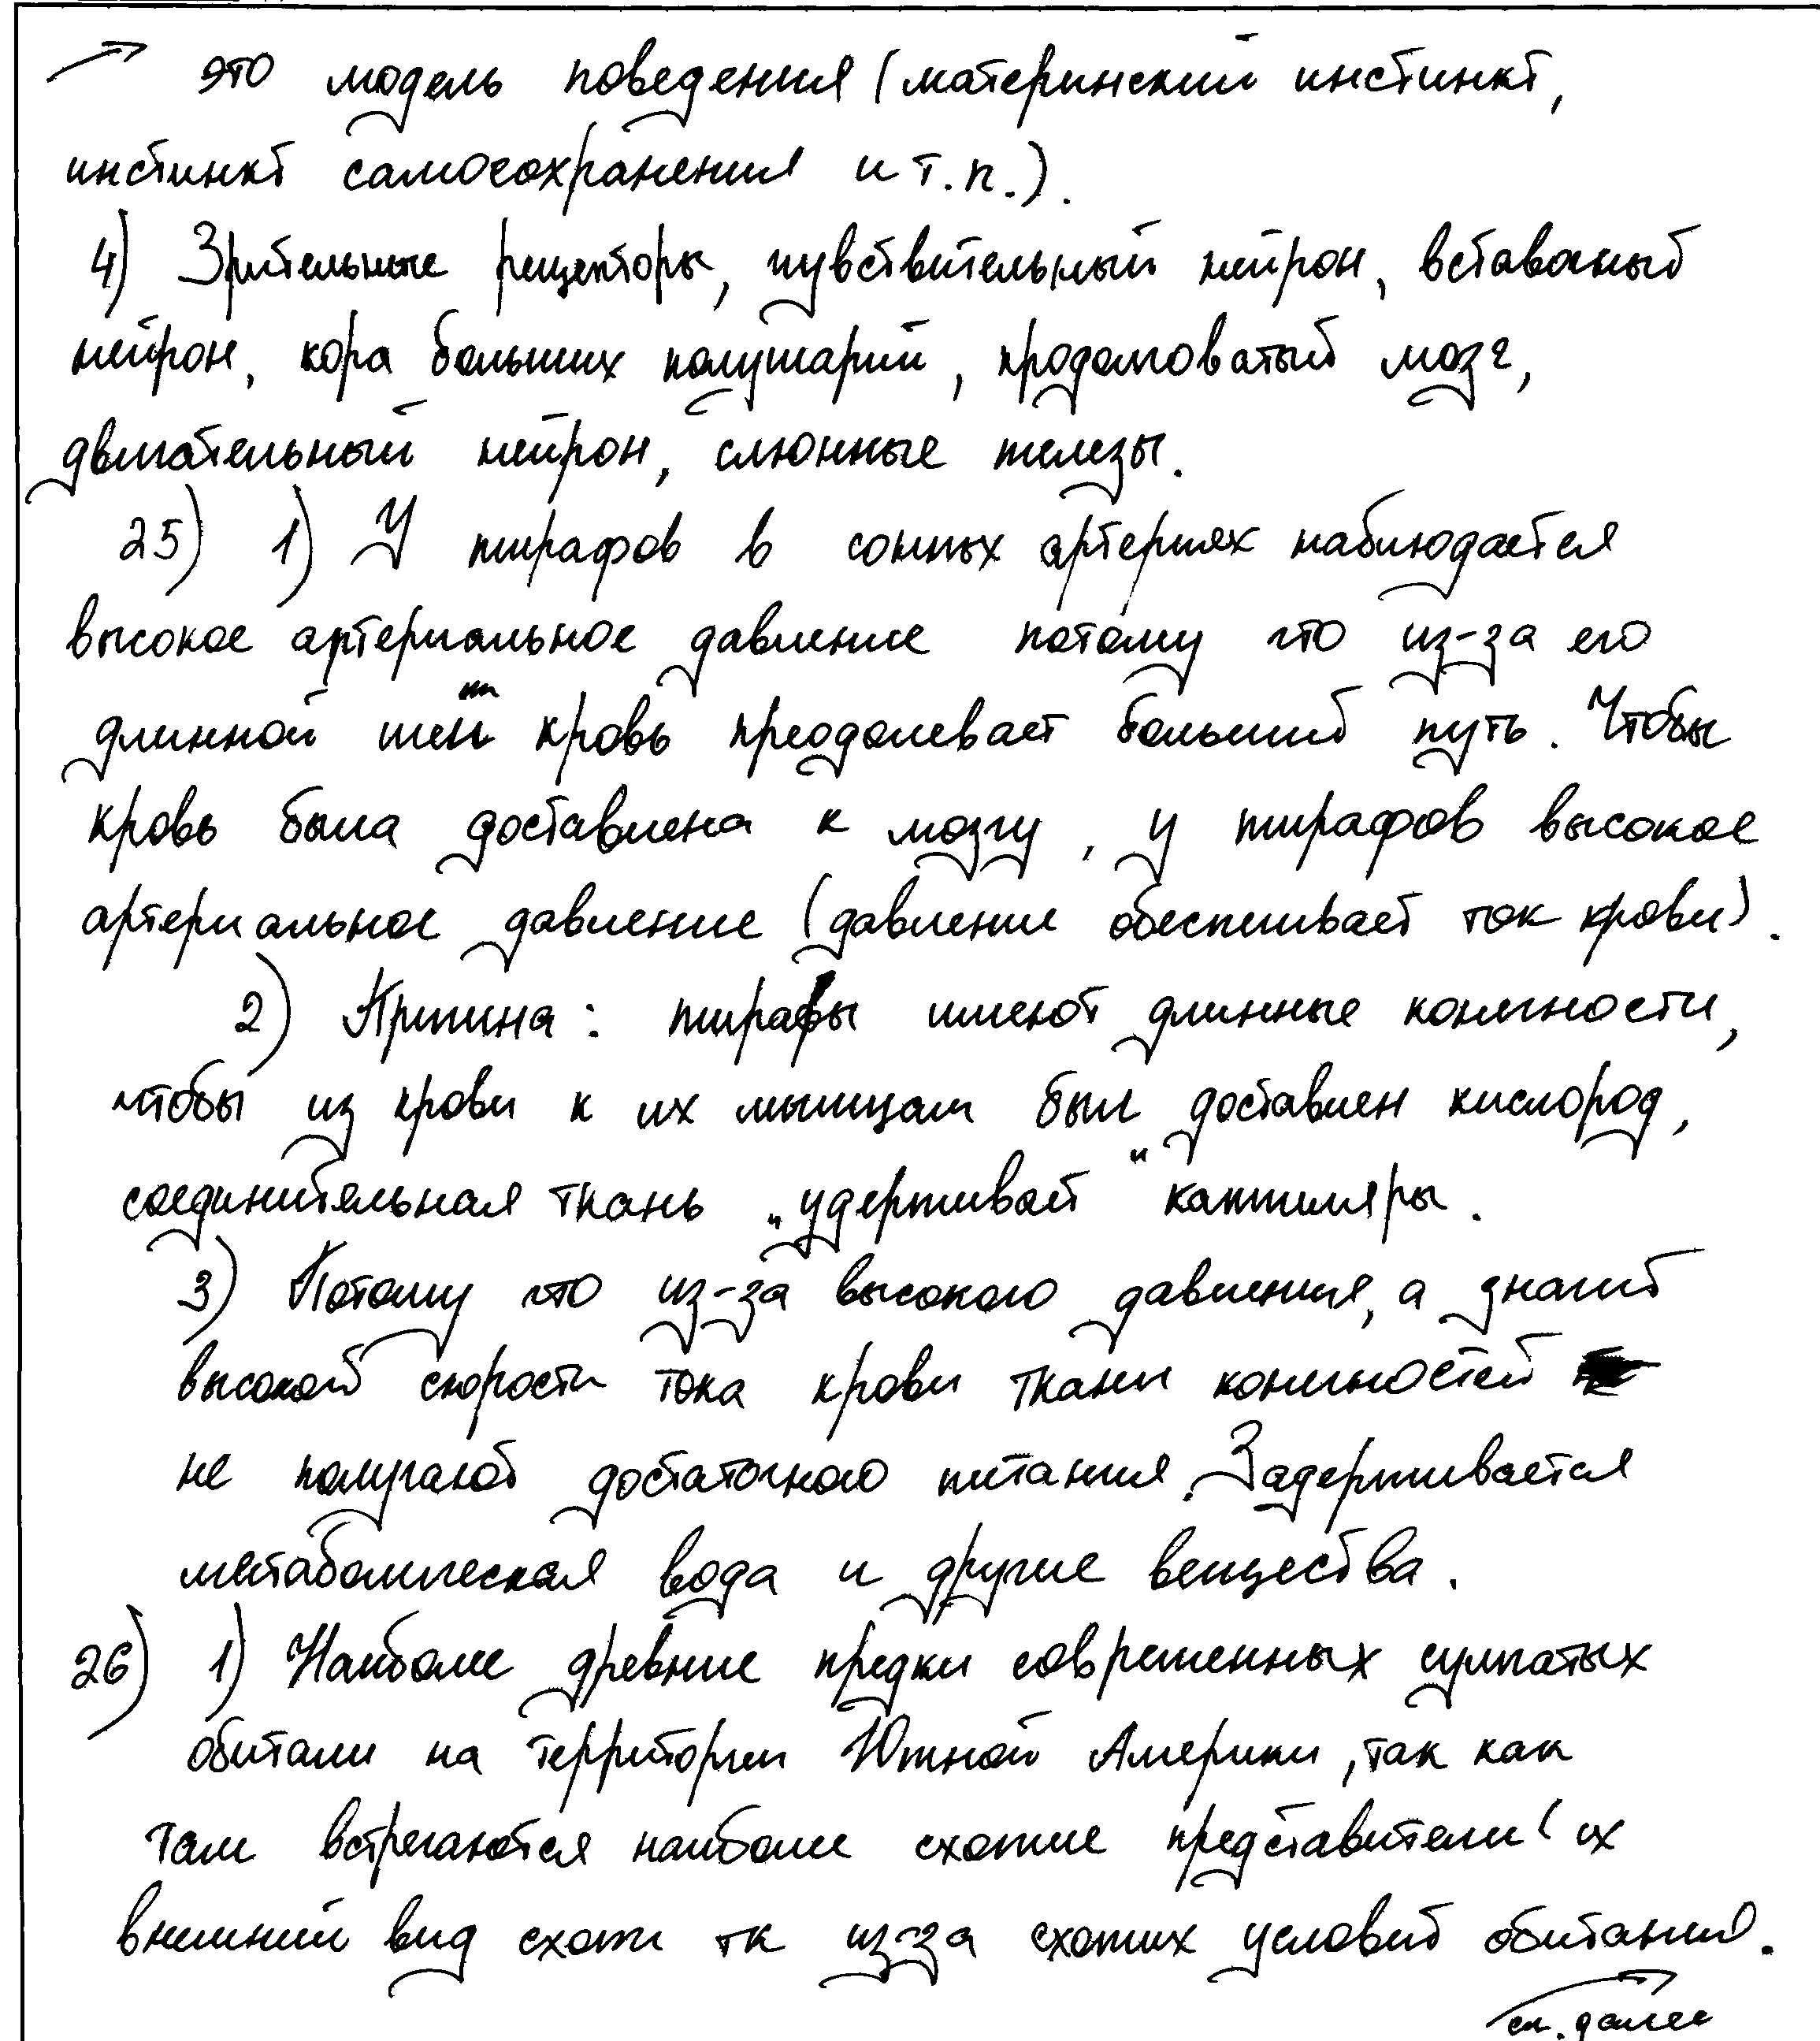 → это модель поведения (материнский инстинкт,
инстинкт самосохранения и т.п.).
4) Зрительные рецепторы, чувствительный нейрон, вставоный
нейрон, кора больших полушарий, продолговатый мозг,
двигательный нейрон, слюнные железы.
25) 1) У жирафов в сонных артериях наблюдается
высокое артериальное давление потому что из-за его
длинной шеи кровь преодолевает больший путь. Чтобы
кровь была доставлена к мозгу, у жирафов высокое
артериальное давление (давление обеспечивает ток крови).
2) Причина: жирафы имеют длинные конечности,
чтобы из крови к их мышцам был доставлен кислород,
соединительная ткань „удерживает" капилляры.
3) Потому что из-за высокого давления, а значит
высокой скорости тока крови ткани конечностей
не получают достаточного питания. Задерживается
метаболическая вода и другие вещества.
26) 1) Наиболее древние предки современных сумчатых
обитали на территории Южной Америки, так как
там встречаются наиболее схожие представители (их
внешний вид схож тк из-за схожих условий обитания).
см. далее